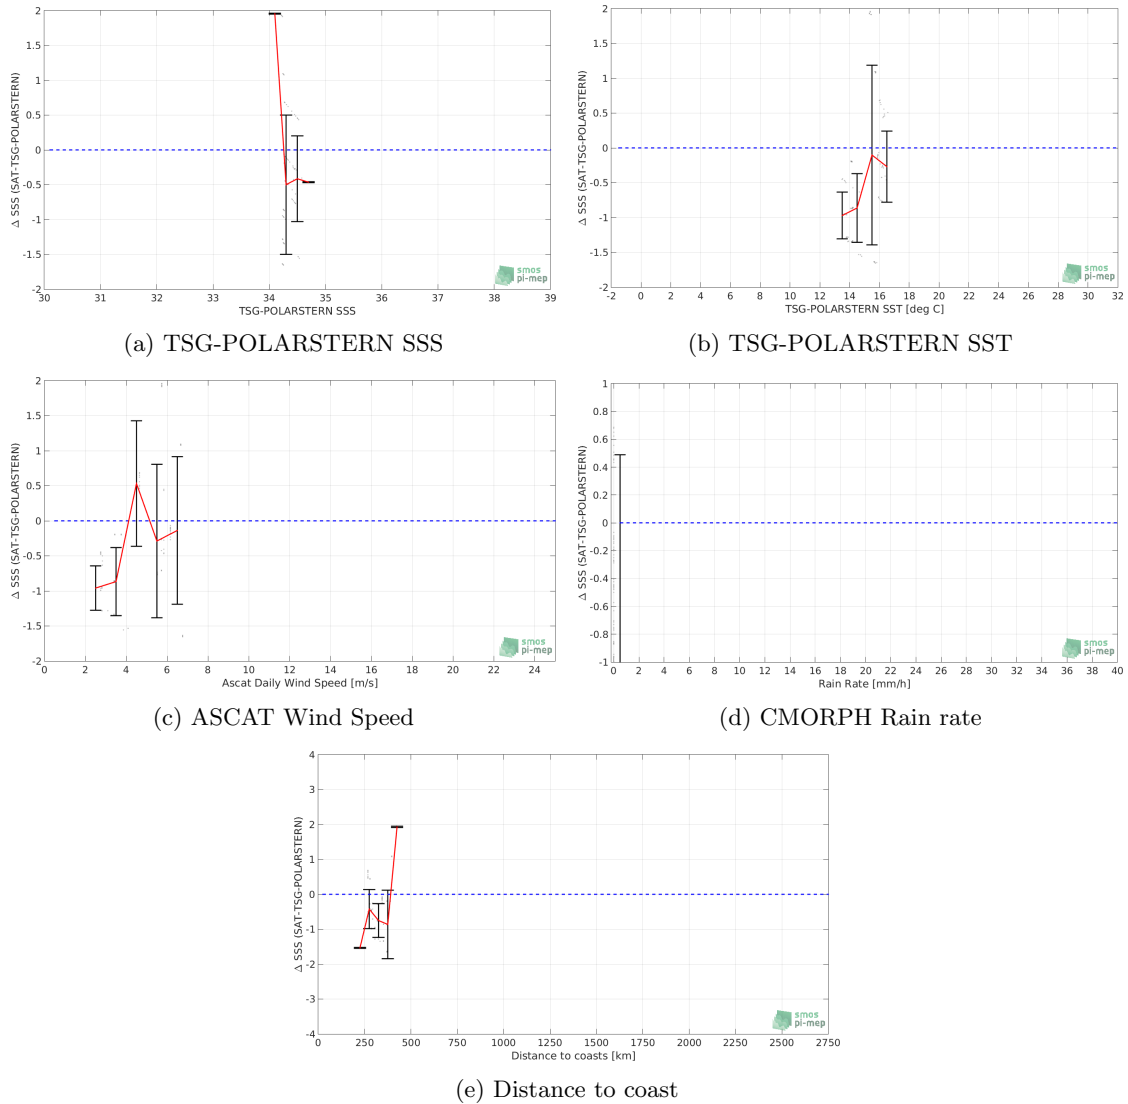 2
1.5
1
0.5
0
-0.5
-1
-1.5
-2
Δ SSS (SAT-TSG-POLARSTERN)
30 31 32 33 34 35 36 37 38 39
TSG-POLARSTERN SSS
smos
pi-mep
(a) TSG-POLARSTERN SSS
2
1.5
1
0.5
0
-0.5
-1
-1.5
-2
Δ SSS (SAT-TSG-POLARSTERN)
-2 0 2 4 6 8 10 12 14 16 18 20 22 24 26 28 30 32
TSG-POLARSTERN SST [deg C]
smos
pi-mep
(b) TSG-POLARSTERN SST
2
1.5
1
0.5
0
-0.5
-1
-1.5
-2
Δ SSS (SAT-TSG-POLARSTERN)
0 2 4 6 8 10 12 14 16 18 20 22 24
Ascat Daily Wind Speed [m/s]
smos
pi-mep
(c) ASCAT Wind Speed
1
0.8
0.6
0.4
0.2
0
-0.2
-0.4
-0.6
-0.8
-1
Δ SSS (SAT-TSG-POLARSTERN)
0 2 4 6 8 10 12 14 16 18 20 22 24 26 28 30 32 34 36 38 40
Rain Rate [mm/h]
smos
pi-mep
(d) CMORPH Rain rate
4
3
2
1
0
-1
-2
-3
-4
Δ SSS (SAT-TSG-POLARSTERN)
0 250 500 750 1000 1250 1500 1750 2000 2250 2500 2750
Distance to coasts [km]
smos
pi-mep
(e) Distance to coast